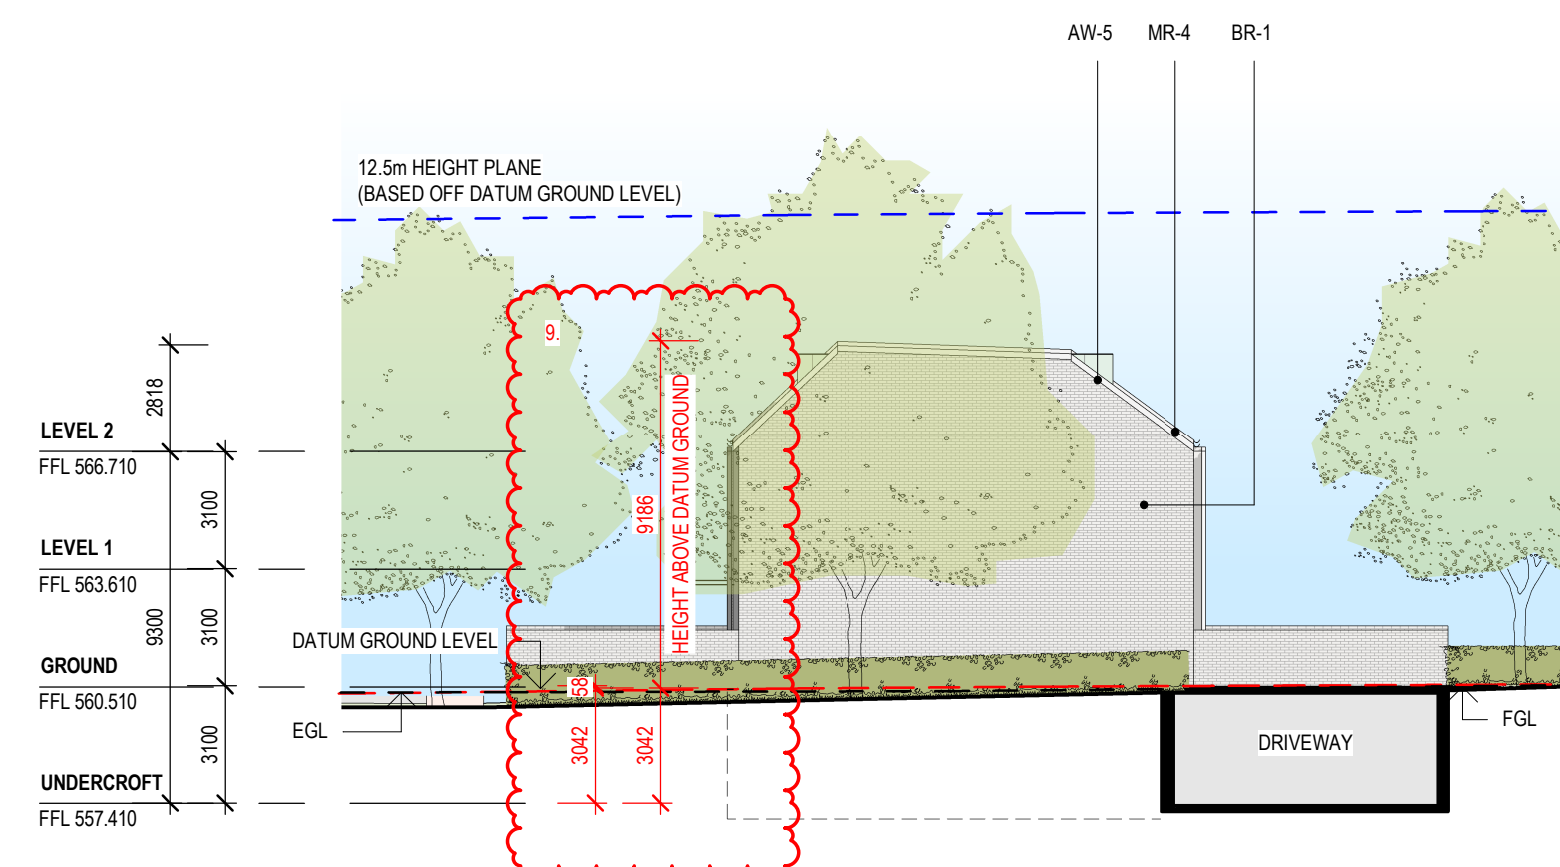 AW-5 MR-4 BR-1
12.5m HEIGHT PLANE
(BASED OFF DATUM GROUND LEVEL)
9.
2818
LEVEL 2
FFL 566.710
3100
9186
HEIGHT ABOVE DATUM GROUND
LEVEL 1
FFL 563.610
9300
3100
DATUM GROUND LEVEL
GROUND
FFL 560.510
58
EGL
3100
3042
3042
FGL
DRIVEWAY
UNDERCROFT
FFL 557.410